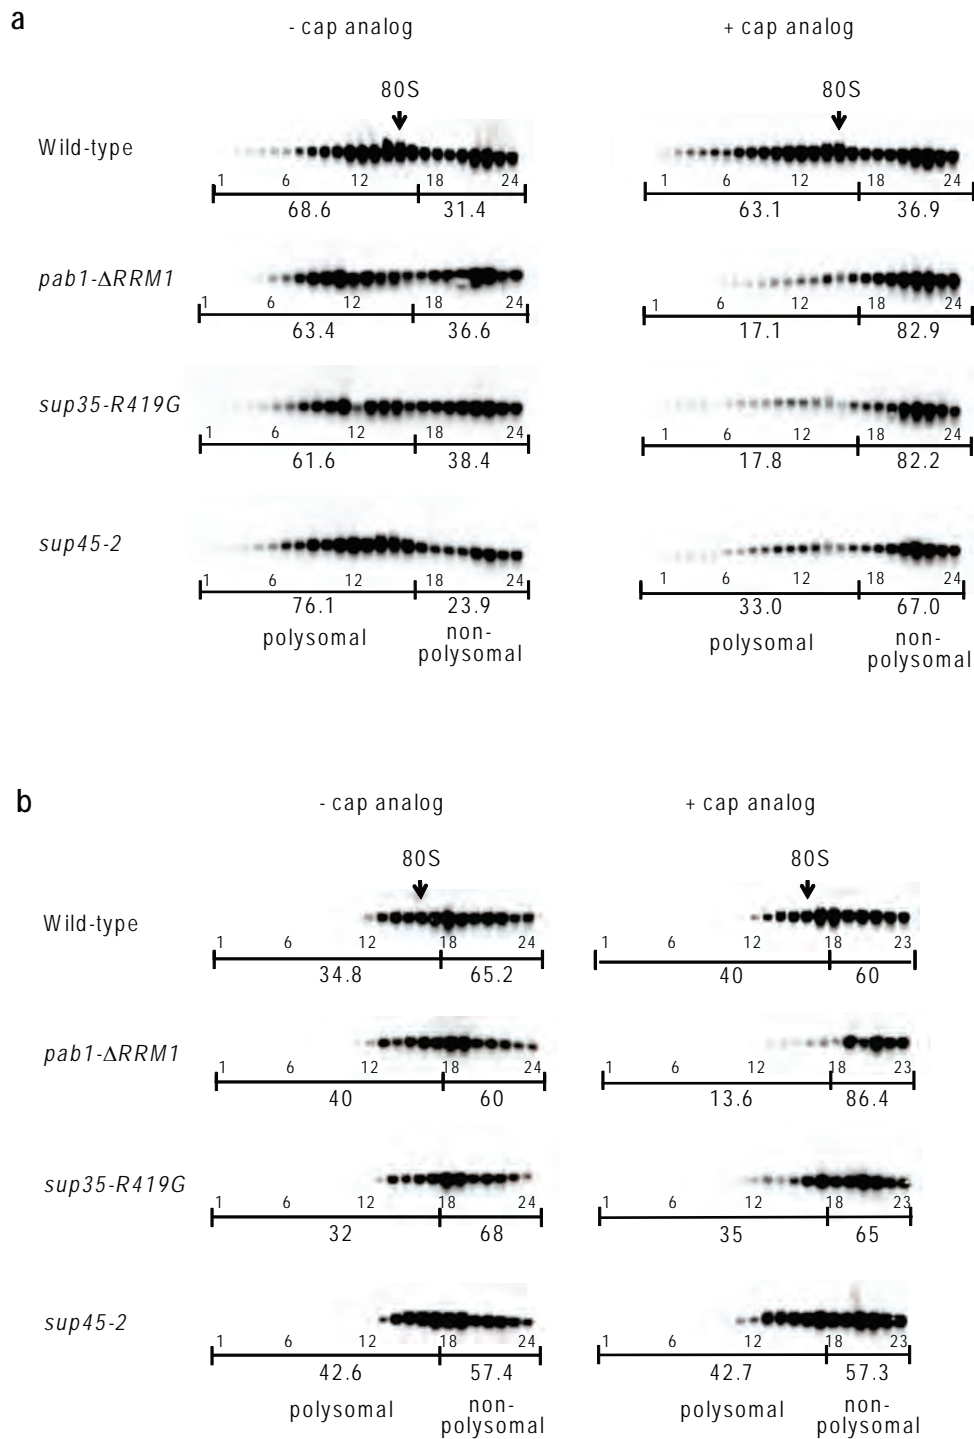 a
- cap analog + cap analog
80S 80S
Wild-type
1 6 12 18 24 1 6 12 18 24
68.6 31.4 63.1 36.9
pab1-ΔRRM1
1 6 12 18 24 1 6 12 18 24
63.4 36.6 17.1 82.9
sup35-R419G
1 6 12 18 24 1 6 12 18 24
61.6 38.4 17.8 82.2
sup45-2
1 6 12 18 24 1 6 12 18 24
76.1 23.9 33.0 67.0
polysomal non- polysomal non-
polysomal polysomal
b
- cap analog + cap analog
80S 80S
Wild-type
1 6 12 18 24 1 6 12 18 23
34.8 65.2 40 60
pab1-ΔRRM1
1 6 12 18 24 1 6 12 18 23
40 60 13.6 86.4
sup35-R419G
1 6 12 18 24 1 6 12 18 23
32 68 35 65
sup45-2
1 6 12 18 24 1 6 12 18 23
42.6 57.4 42.7 57.3
polysomal non- polysomal non-
polysomal polysomal